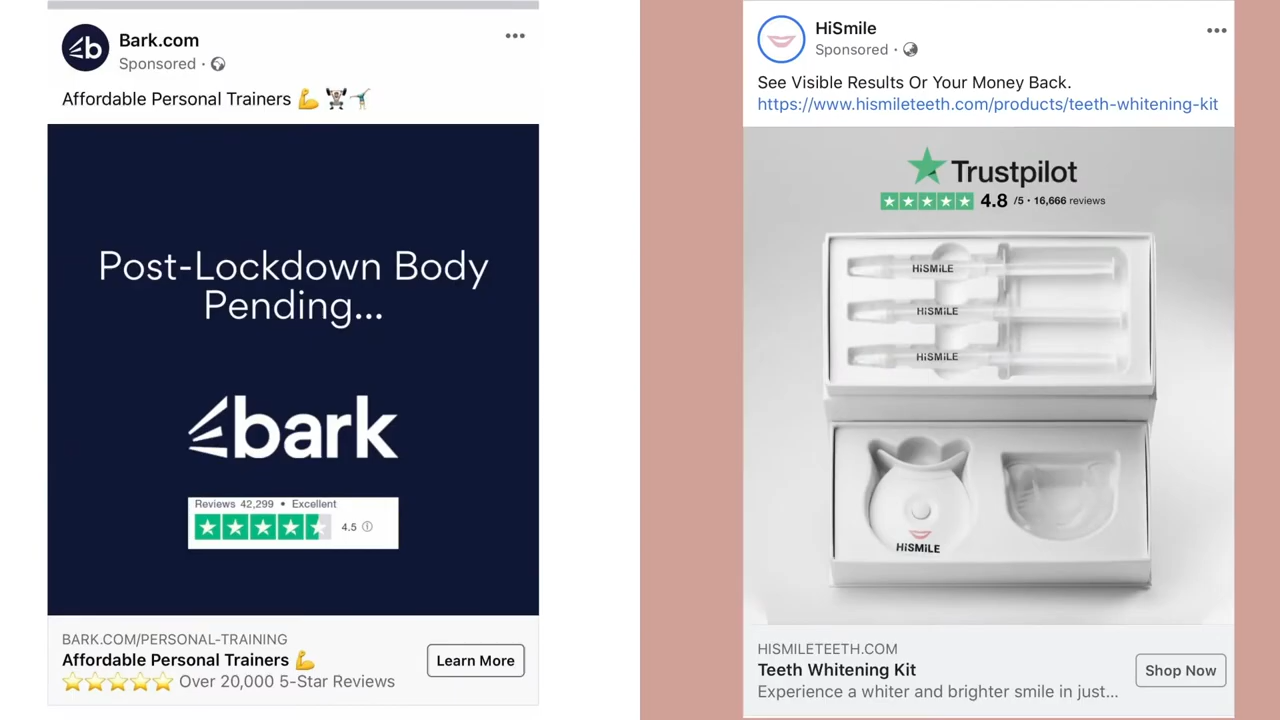 Bark.com
Sponsored ·
Affordable Personal Trainers 💪 🏋️ 🤸
Post-Lockdown Body
Pending...
bark
Reviews 42,299 • Excellent
4.5
BARK.COM/PERSONAL-TRAINING
Affordable Personal Trainers 💪
⭐⭐⭐⭐⭐ Over 20,000 5-Star Reviews
Learn More
HiSmile
Sponsored ·
See Visible Results Or Your Money Back.
https://www.hismileteeth.com/products/teeth-whitening-kit
Trustpilot
4.8 /5 • 16,666 reviews
HiSMiLE
HiSMiLE
HiSMiLE
HiSMiLE
HISMILETEETH.COM
Teeth Whitening Kit
Experience a whiter and brighter smile in just...
Shop Now